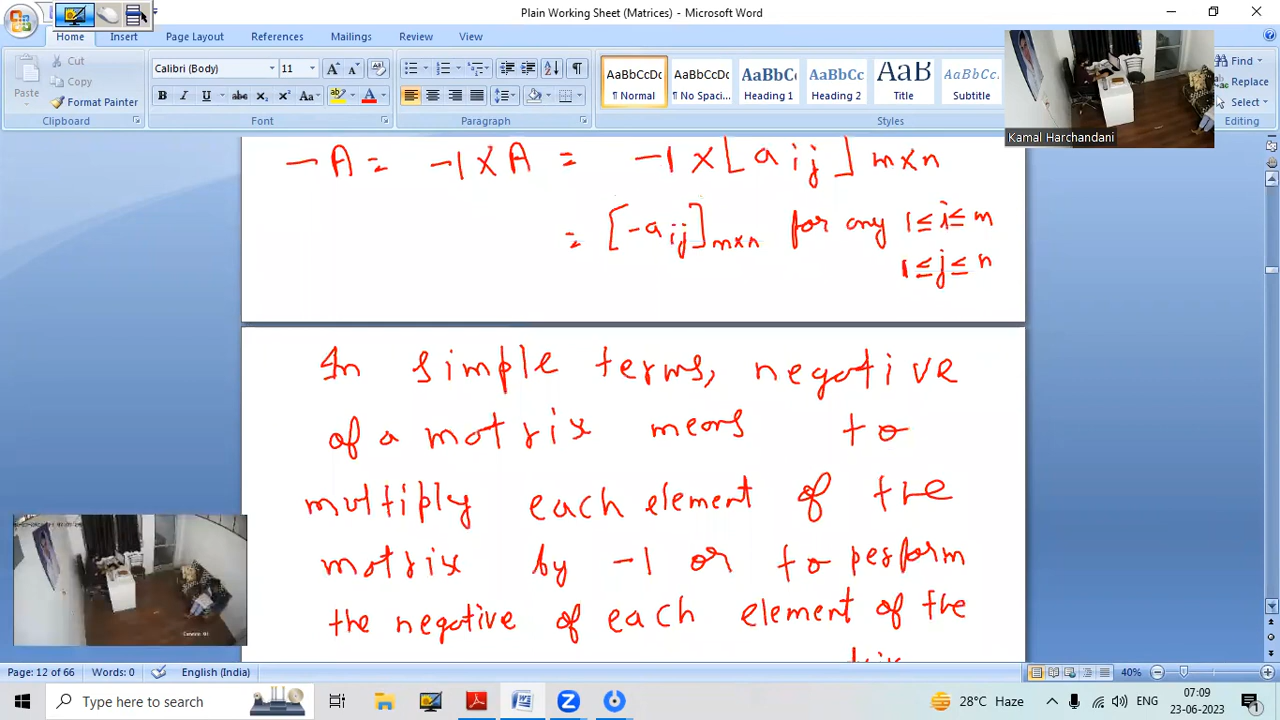 Plain Working Sheet (Matrices) - Microsoft Word
Home Insert Page Layout References Mailings Review View
Cut
Copy
Paste
Format Painter
Clipboard
Calibri (Body) 11
Font
Paragraph
AaBbCcDc AaBbCcDc AaBbC AaBbCc AaB AaBbCc.
¶ Normal ¶ No Spaci... Heading 1 Heading 2 Title Subtitle
Styles
Find
Replace
Select
Editing
Kamal Harchandani
-A = -1 X A = -1 X [a ij] m x n
= [-a ij] m x n for any 1 ≤ i ≤ m
1 ≤ j ≤ n
In simple terms, negative
of a matrix means to
multiply each element of the
matrix by -1 or to perform
the negative of each element of the
Page: 12 of 66 Words: 0 English (India) 40%
Type here to search
28°C Haze ENG 07:09
23-06-2023